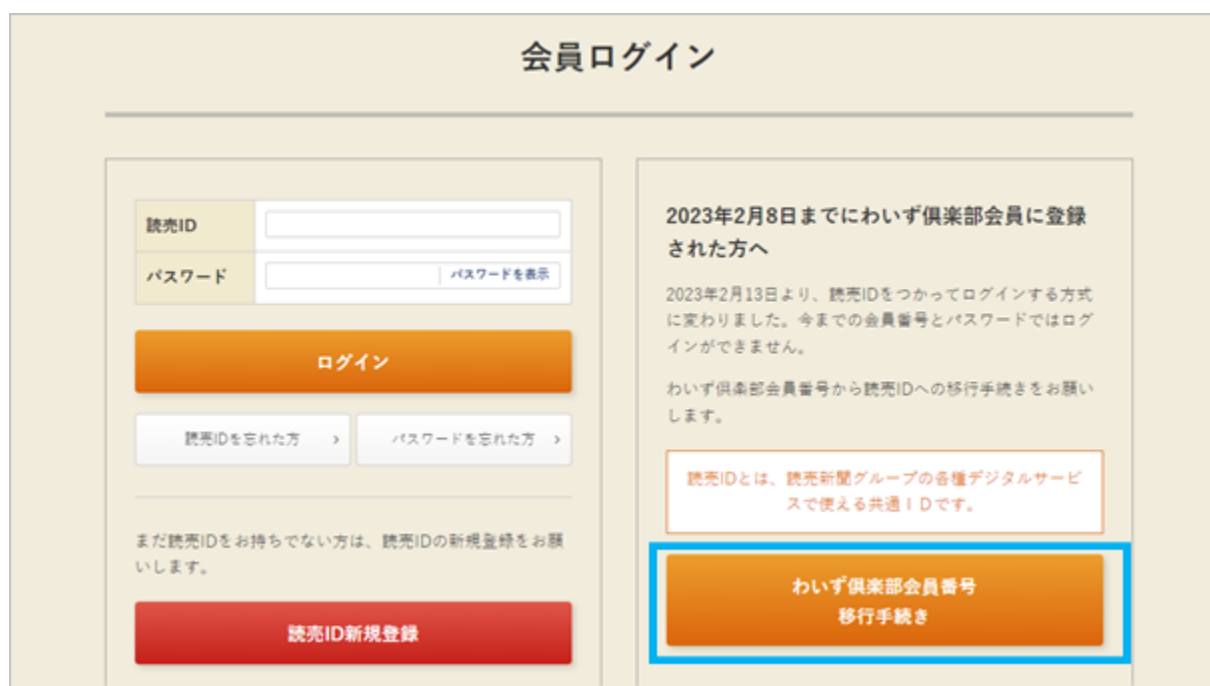 会員ログイン
読売ID
パスワード
パスワードを表示
ログイン
読売IDを忘れた方 ›
パスワードを忘れた方 ›
まだ読売IDをお持ちでない方は、読売IDの新規登録をお願
いします。
読売ID新規登録
2023年2月8日までにわいず倶楽部会員に登録
された方へ
2023年2月13日より、読売IDをつかってログインする方式
に変わりました。今までの会員番号とパスワードではログ
インができません。
わいず倶楽部会員番号から読売IDへの移行手続きをお願い
します。
読売IDとは、読売新聞グループの各種デジタルサービ
スで使える共通ＩＤです。
わいず倶楽部会員番号
移行手続き